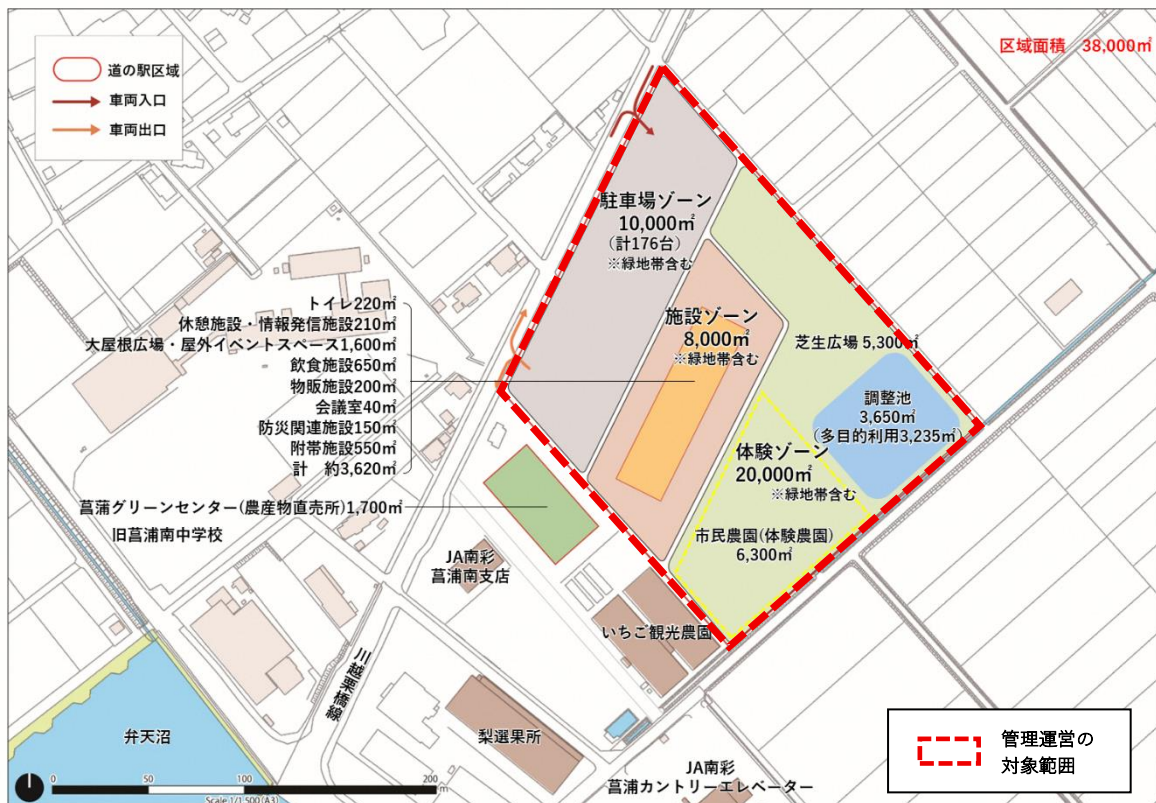 区域面積 38,000㎡
道の駅区域
車両入口
車両出口
駐車場ゾーン
10,000㎡
(計176台)
※緑地帯含む
施設ゾーン
8,000㎡
※緑地帯含む
芝生広場 5,300㎡
調整池
3,650㎡
(多目的利用3,235㎡)
体験ゾーン
20,000㎡
※緑地帯含む
市民農園(体験農園)
6,300㎡
トイレ220㎡
休憩施設・情報発信施設210㎡
大屋根広場・屋外イベントスペース1,600㎡
飲食施設650㎡
物販施設200㎡
会議室40㎡
防災関連施設150㎡
附帯施設550㎡
計 約3,620㎡
菖蒲グリーンセンター(農産物直売所)1,700㎡
旧菖浦南中学校
JA南彩
菖浦南支店
いちご観光農園
川越栗橋線
弁天沼
梨選果所
JA南彩
菖浦カントリーエレベーター
管理運営の
対象範囲
0 50 100 200
m
Scale 1/1,500(A3)